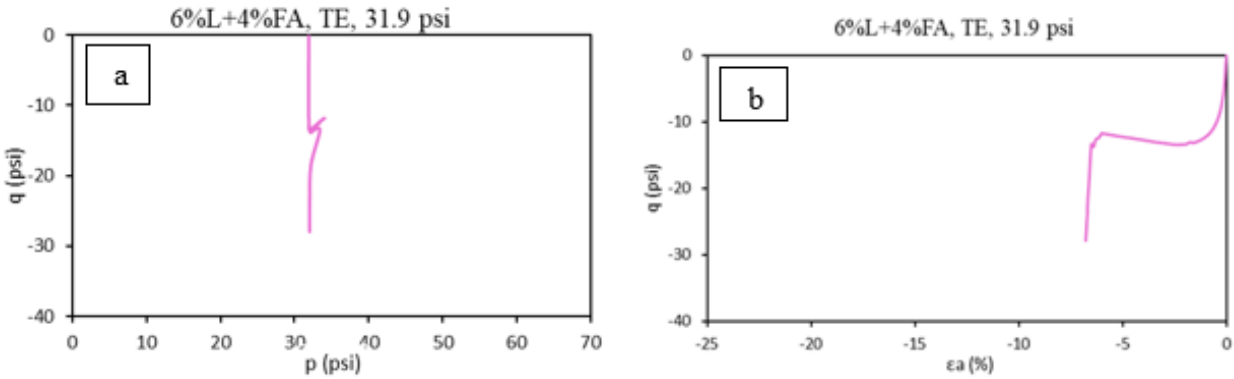 6%L+4%FA, TE, 31.9 psi
a
q (psi)
0
-10
-20
-30
-40
0 10 20 30 40 50 60 70
p (psi)
6%L+4%FA, TE, 31.9 psi
b
q (psi)
0
-10
-20
-30
-40
-25 -20 -15 -10 -5 0
εa (%)